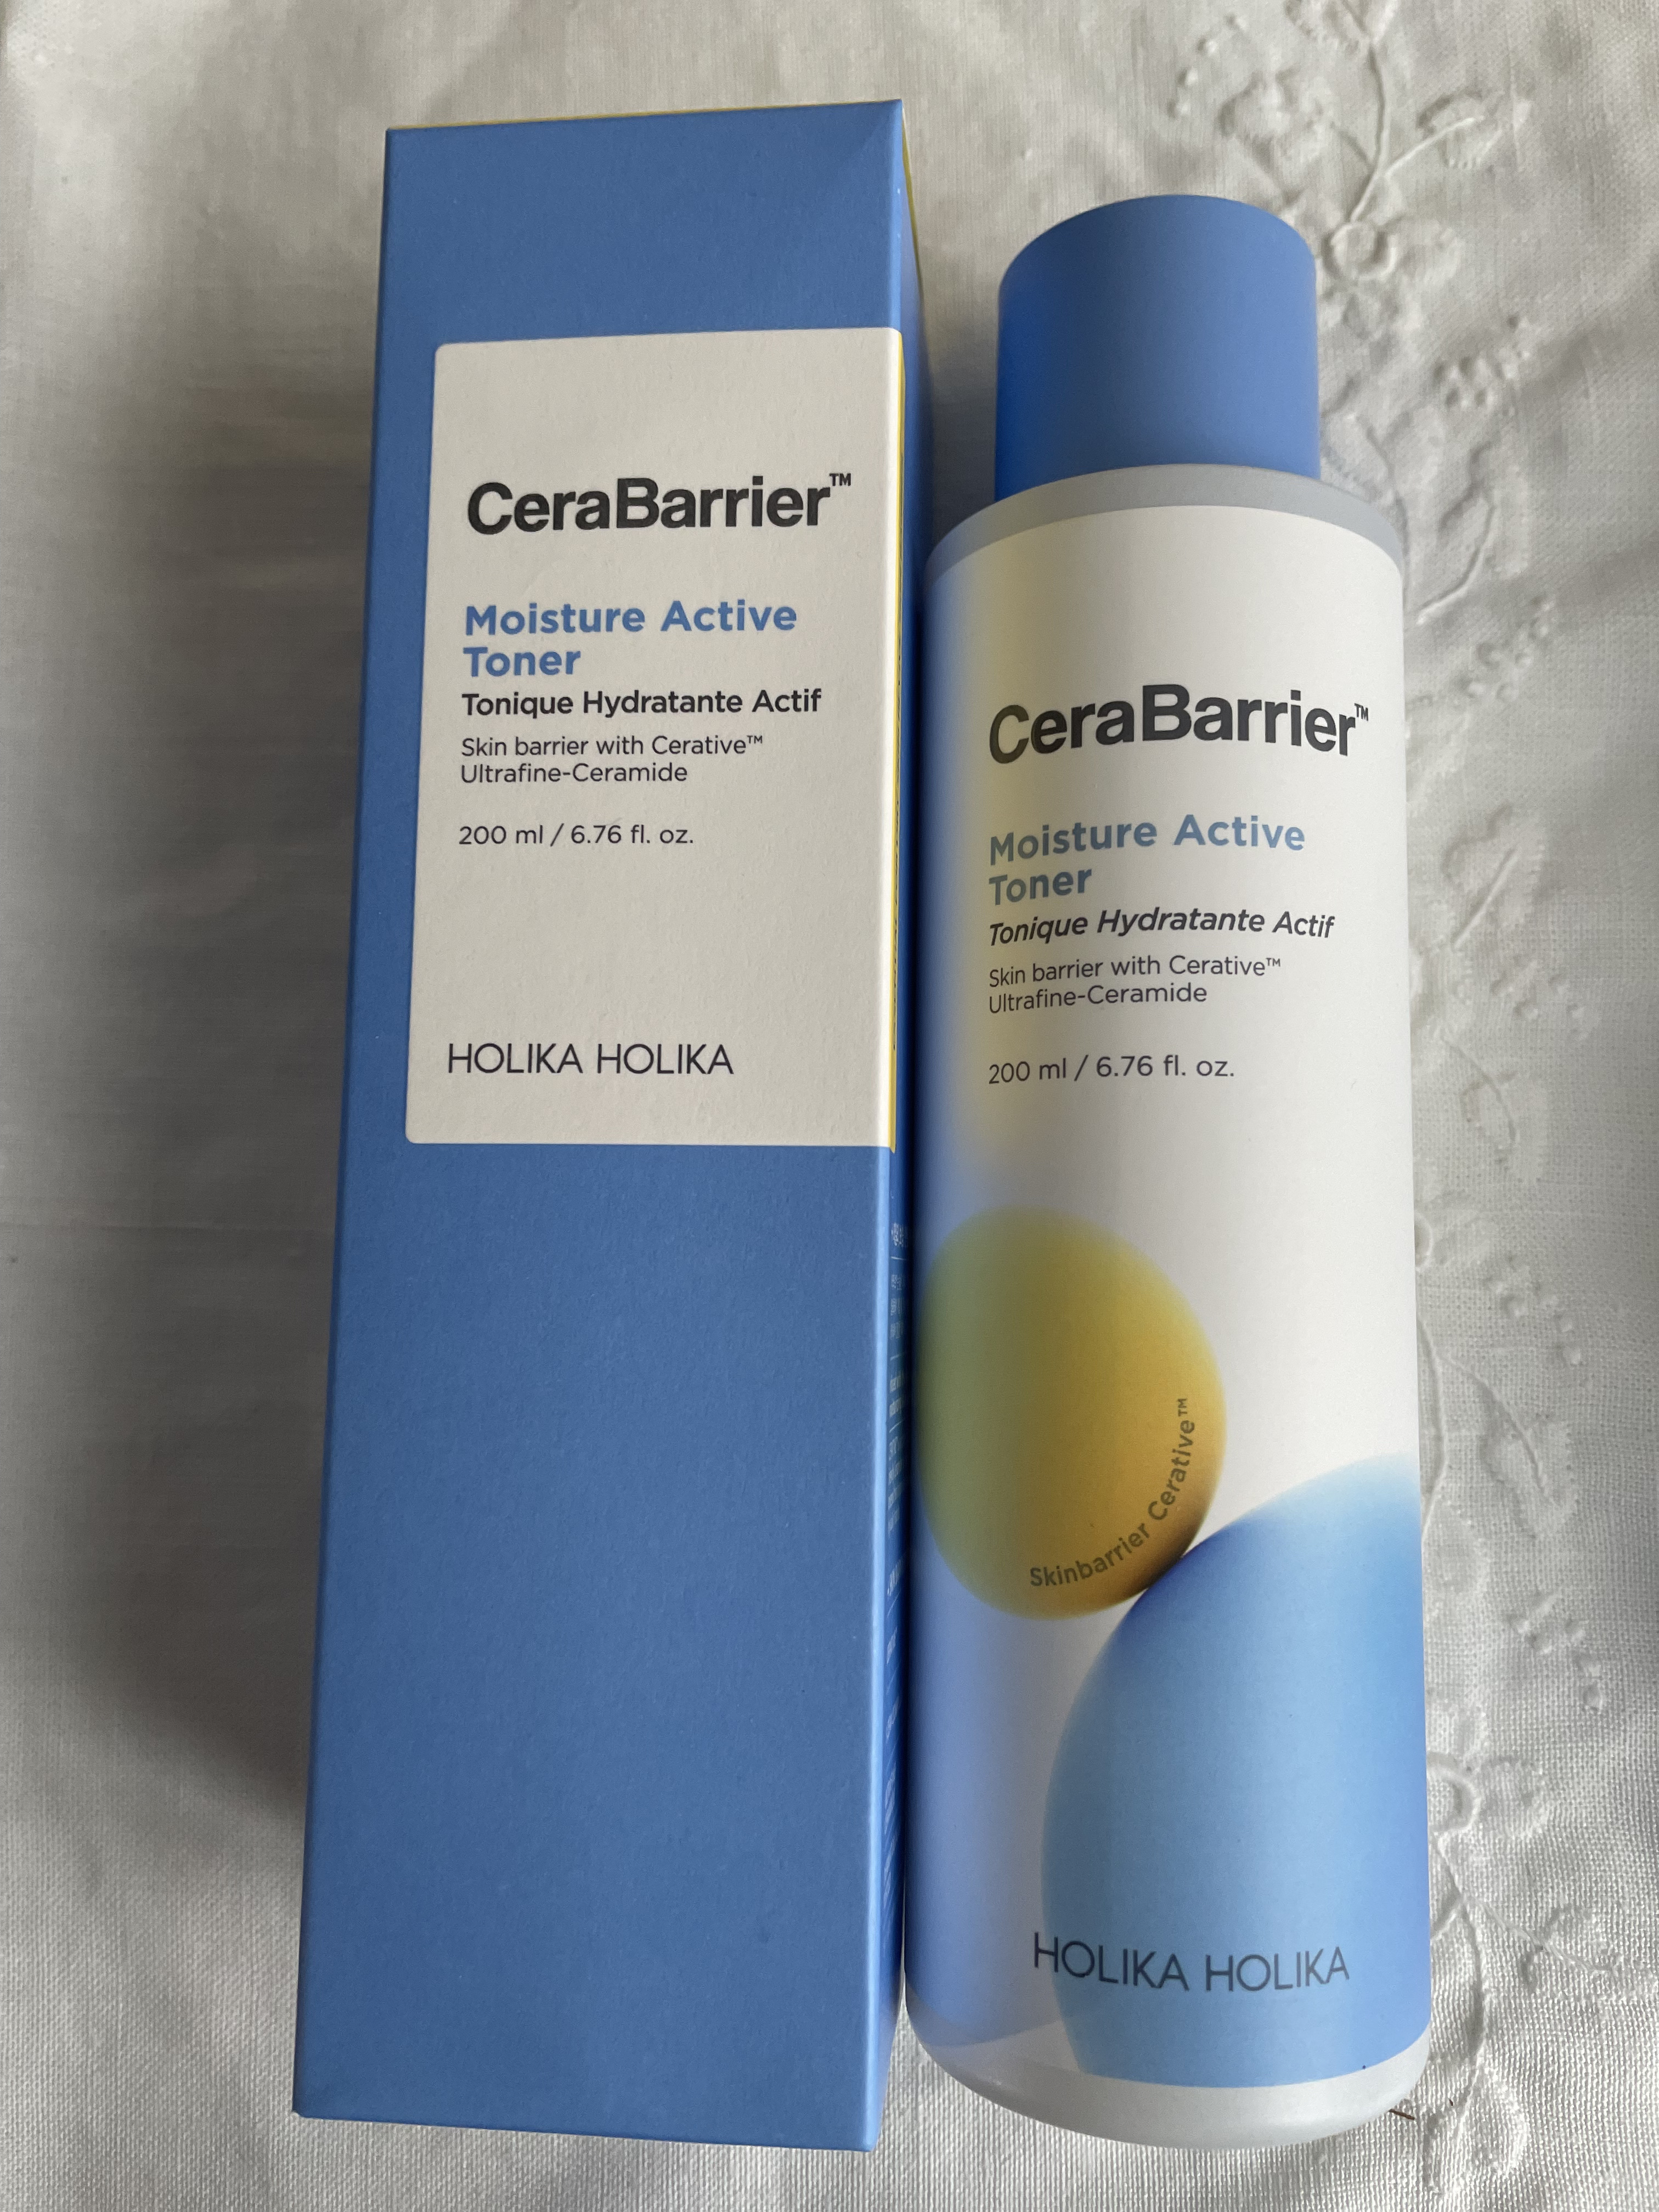 CeraBarrier™
Moisture Active
Toner
Tonique Hydratante Actif
Skin barrier with Cerative™
Ultrafine-Ceramide
200 ml / 6.76 fl. oz.
HOLIKA HOLIKA
CeraBarrier™
Moisture Active
Toner
Tonique Hydratante Actif
Skin barrier with Cerative™
Ultrafine-Ceramide
200 ml / 6.76 fl. oz.
Skinbarrier Cerative™
HOLIKA HOLIKA